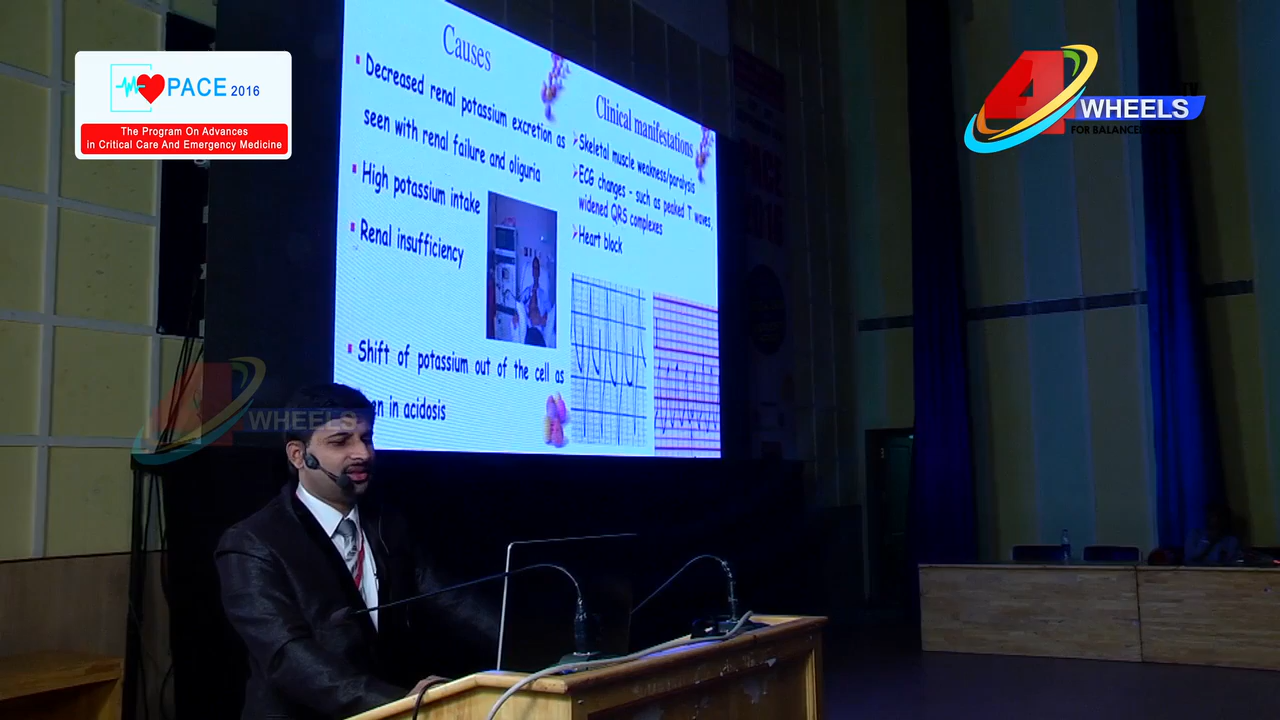 PACE 2016
The Program On Advances
in Critical Care And Emergency Medicine
4 WHEELS
FOR BALANCE
Causes
▪ Decreased renal potassium excretion as
seen with renal failure and oliguria
▪ High potassium intake
▪ Renal insufficiency
▪ Shift of potassium out of the cell as
en in acidosis
Clinical manifestations
➢ Skeletal muscle weakness/paralysis
➢ ECG changes - such as peaked T waves,
widened QRS complexes
➢ Heart block
WHEELS